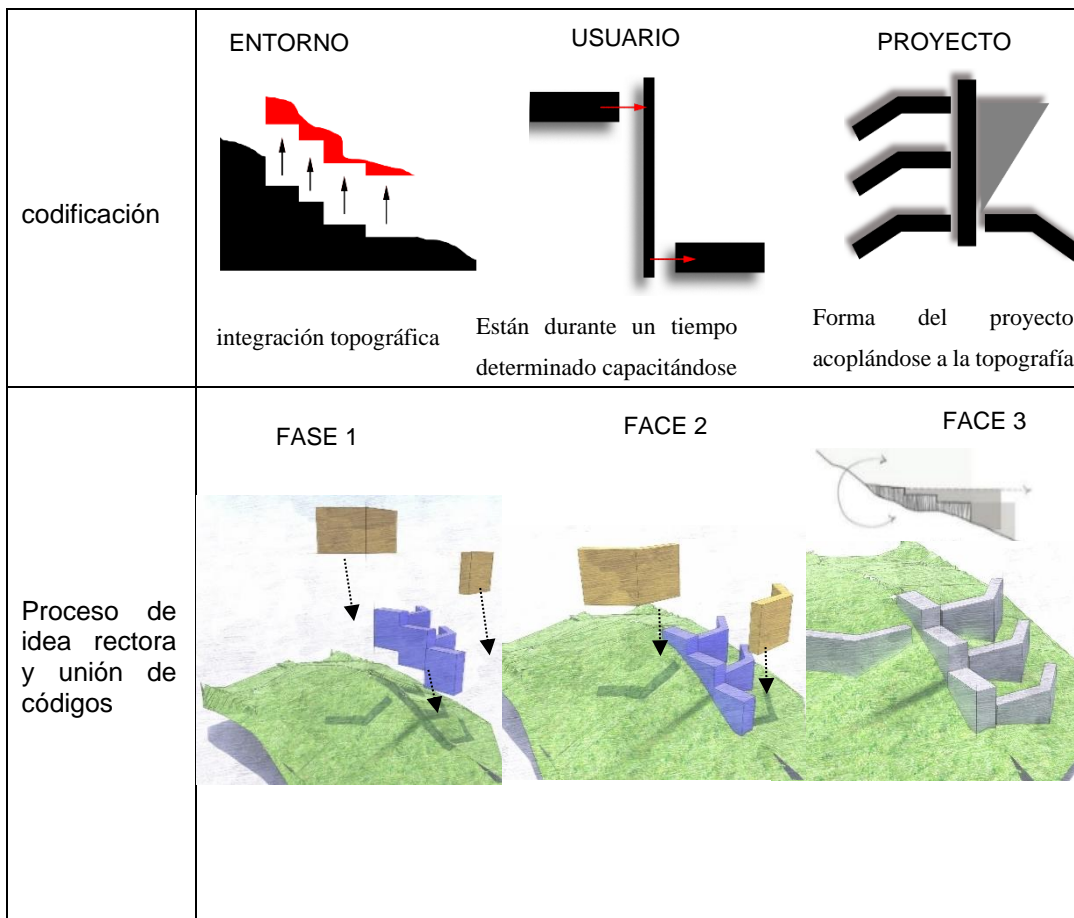 codificación
ENTORNO
USUARIO
PROYECTO
integración topográfica
Están durante un tiempo
determinado capacitándose
Forma del proyecto
acoplándose a la topografía
Proceso de
idea rectora
y unión de
códigos
FASE 1
FACE 2
FACE 3